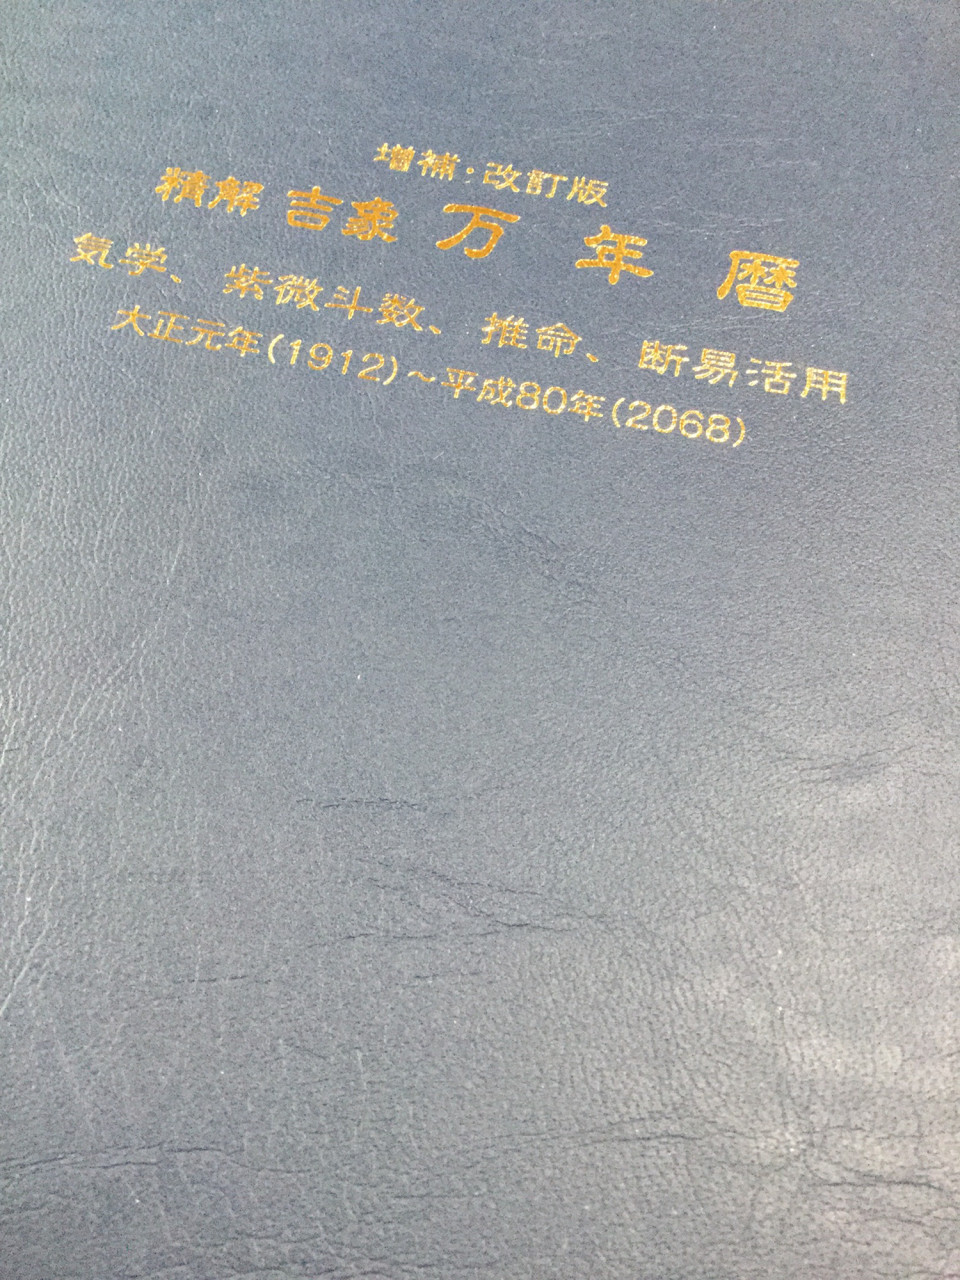 増補・改訂版
精解 吉象 万年暦
気学、紫微斗数、推命、断易活用
大正元年(1912)～平成80年(2068)